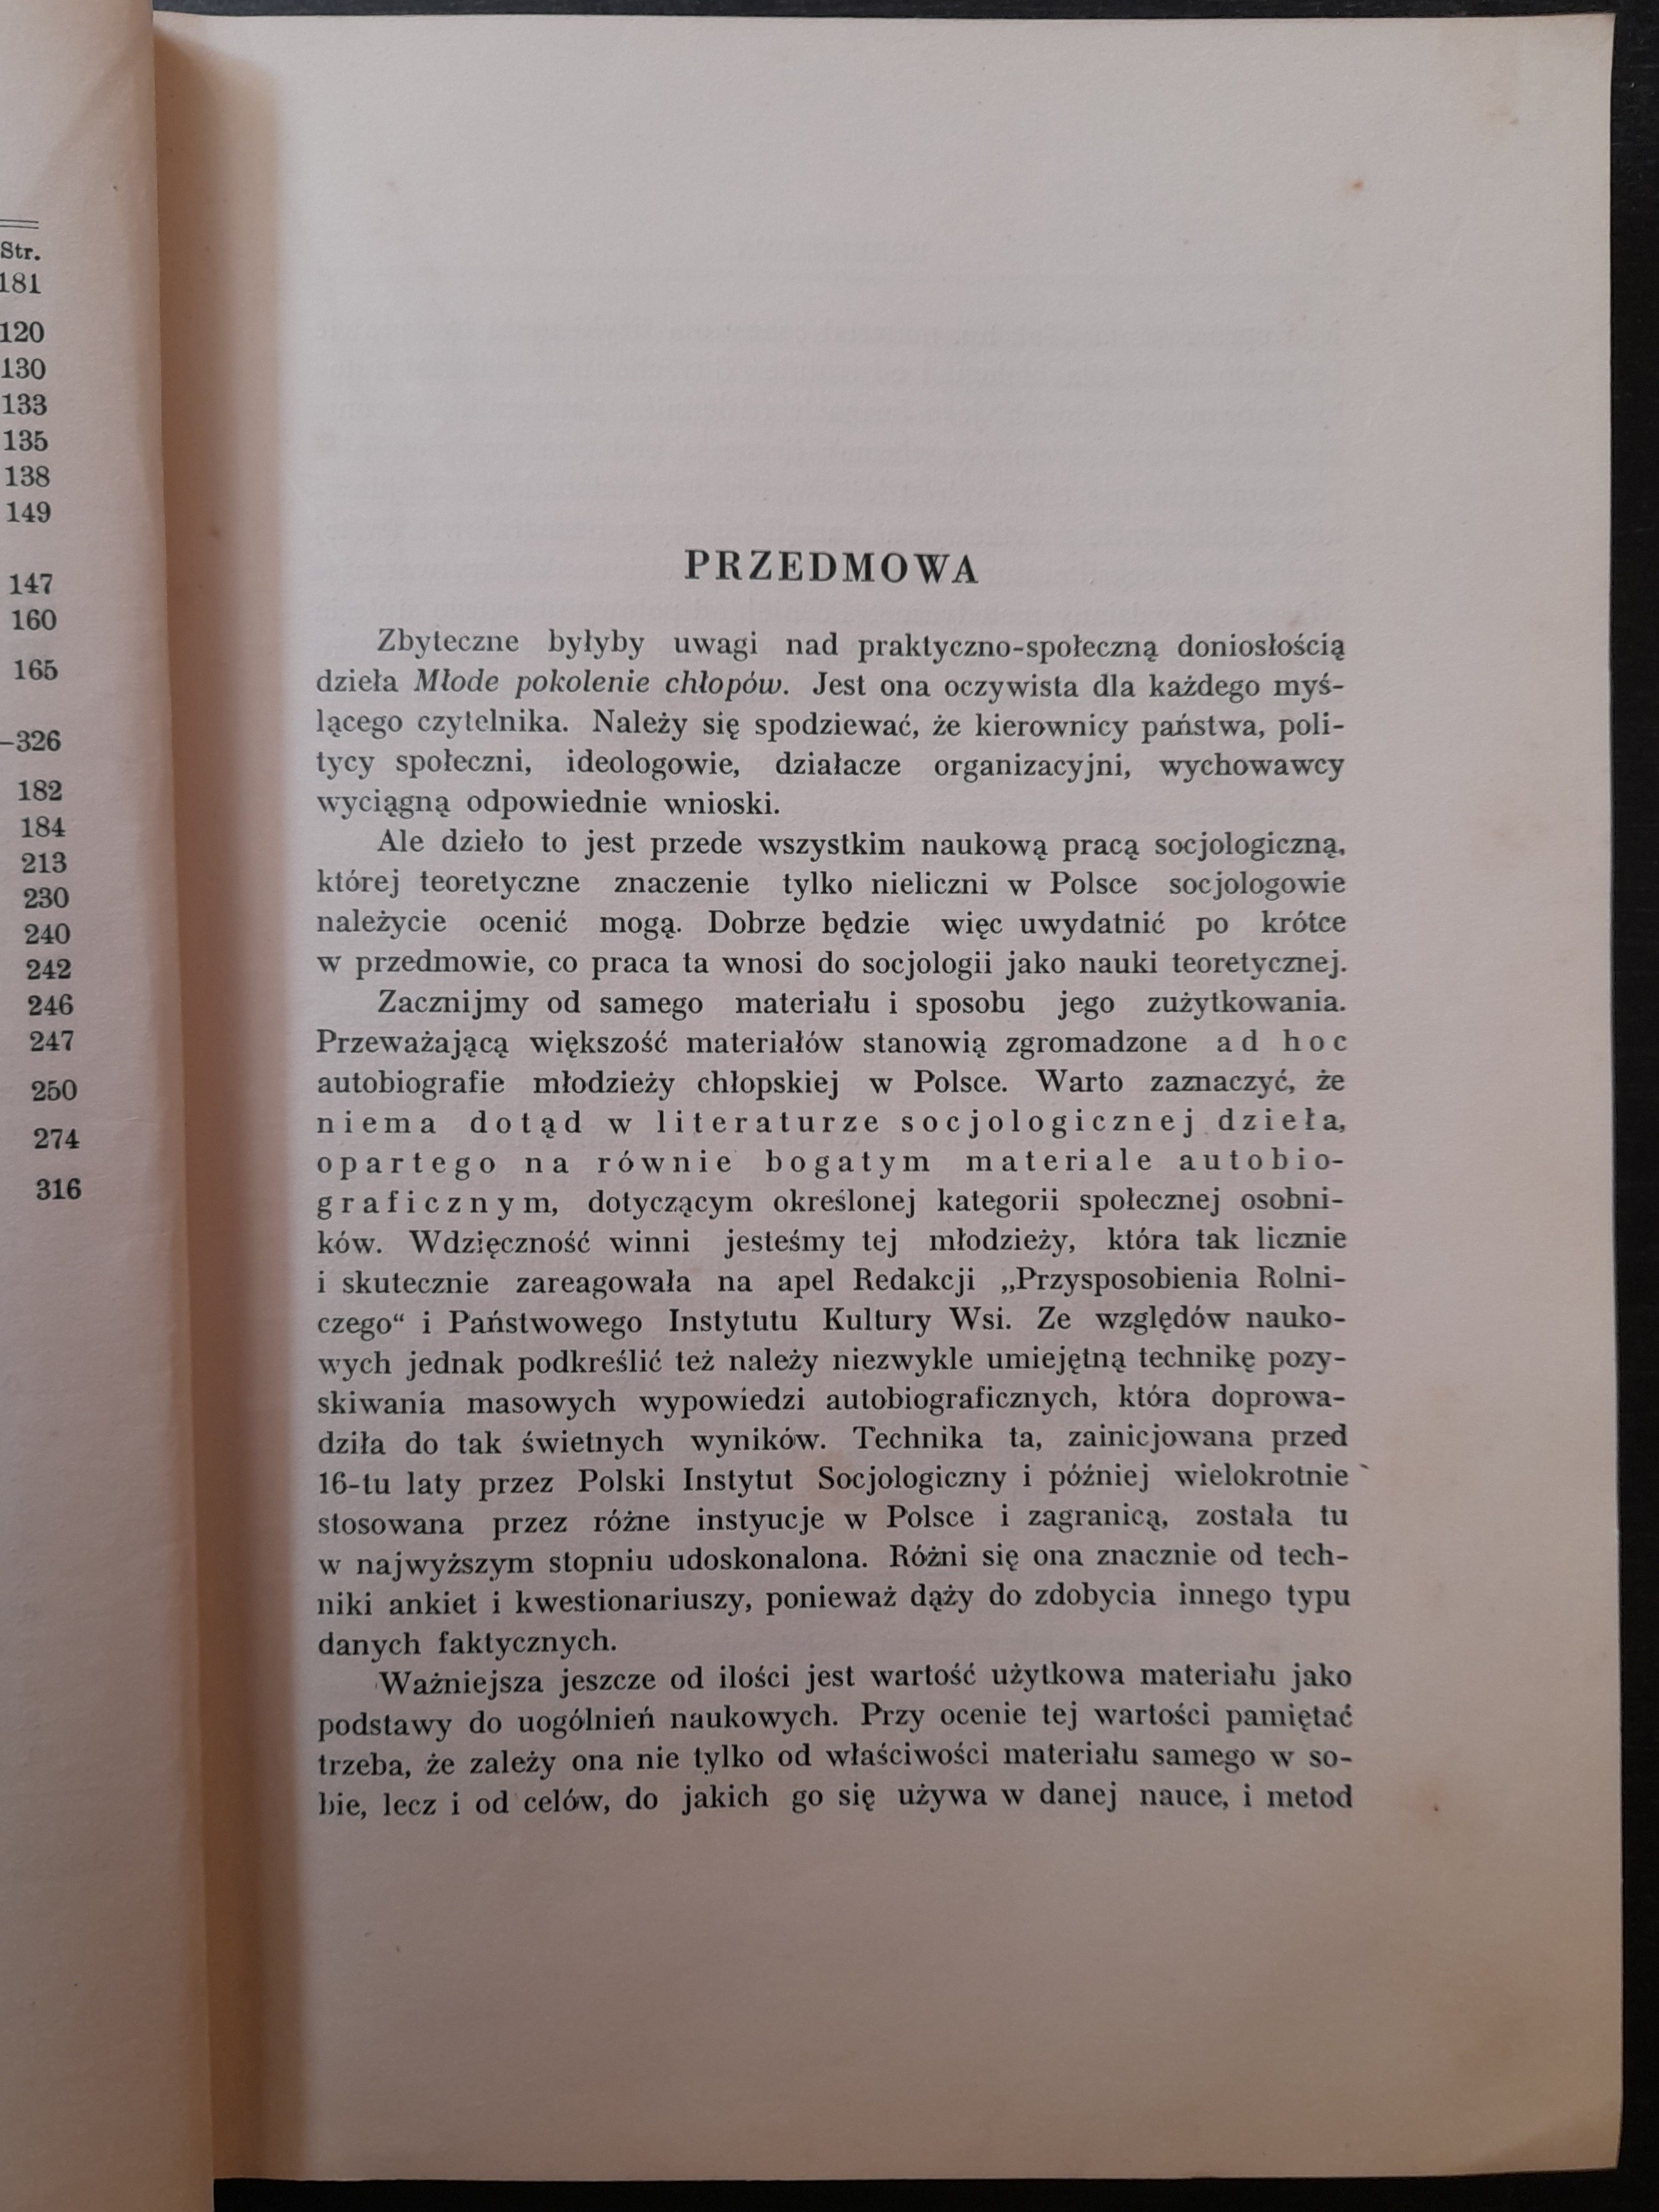 Str.
181
120
130
133
135
138
149
147
160
165
—326
182
184
213
230
240
242
246
247
250
274
316
PRZEDMOWA
Zbyteczne byłyby uwagi nad praktyczno-społeczną doniosłością
dzieła Młode pokolenie chłopów. Jest ona oczywista dla każdego myś-
lącego czytelnika. Należy się spodziewać, że kierownicy państwa, poli-
tycy społeczni, ideologowie, działacze organizacyjni, wychowawcy
wyciągną odpowiednie wnioski.
Ale dzieło to jest przede wszystkim naukową pracą socjologiczną,
której teoretyczne znaczenie tylko nieliczni w Polsce socjologowie
należycie ocenić mogą. Dobrze będzie więc uwydatnić po krótce
w przedmowie, co praca ta wnosi do socjologii jako nauki teoretycznej.
Zacznijmy od samego materiału i sposobu jego zużytkowania.
Przeważającą większość materiałów stanowią zgromadzone ad hoc
autobiografie młodzieży chłopskiej w Polsce. Warto zaznaczyć, że
niema dotąd w literaturze socjologicznej dzieła,
opartego na równie bogatym materiale autobio-
graficznym, dotyczącym określonej kategorii społecznej osobni-
ków. Wdzięczność winni jesteśmy tej młodzieży, która tak licznie
i skutecznie zareagowała na apel Redakcji „Przysposobienia Rolni-
czego“ i Państwowego Instytutu Kultury Wsi. Ze względów nauko-
wych jednak podkreślić też należy niezwykle umiejętną technikę pozy-
skiwania masowych wypowiedzi autobiograficznych, która doprowa-
dziła do tak świetnych wyników. Technika ta, zainicjowana przed
16-tu laty przez Polski Instytut Socjologiczny i później wielokrotnie
stosowana przez różne instyucje w Polsce i zagranicą, została tu
w najwyższym stopniu udoskonalona. Różni się ona znacznie od tech-
niki ankiet i kwestionariuszy, ponieważ dąży do zdobycia innego typu
danych faktycznych.
Ważniejsza jeszcze od ilości jest wartość użytkowa materiału jako
podstawy do uogólnień naukowych. Przy ocenie tej wartości pamiętać
trzeba, że zależy ona nie tylko od właściwości materiału samego w so-
bie, lecz i od celów, do jakich go się używa w danej nauce, i metod